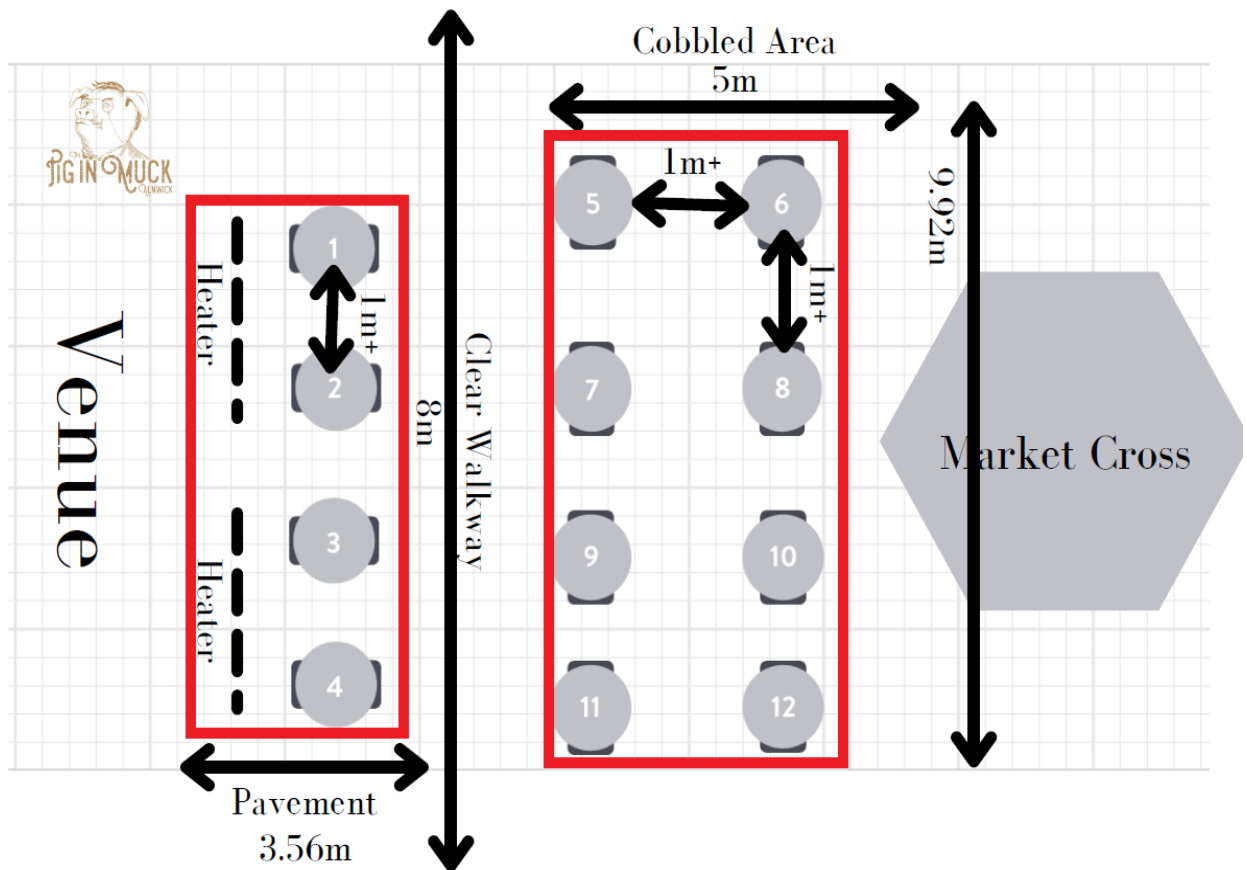 Cobbled Area
5m
PIG IN MUCK
ALNWICK
1m+
5
6
9.92m
1
Heater
1m+
1m+
Venue
2
8m
Clear Walkway
7
8
Market Cross
3
Heater
9
10
4
11
12
Pavement
3.56m